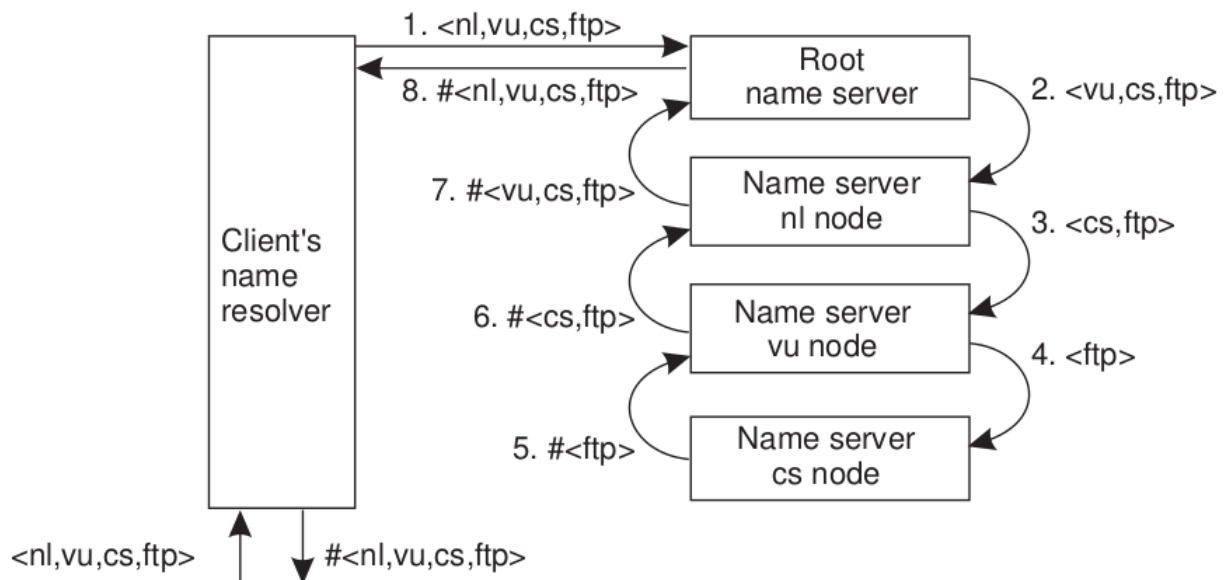 1. <nl,vu,cs,ftp>
Root
name server
8. #<nl,vu,cs,ftp>
2. <vu,cs,ftp>
Name server
nl node
7. #<vu,cs,ftp>
3. <cs,ftp>
Client's
name
resolver
Name server
vu node
6. #<cs,ftp>
4. <ftp>
Name server
cs node
5. #<ftp>
<nl,vu,cs,ftp>
#<nl,vu,cs,ftp>